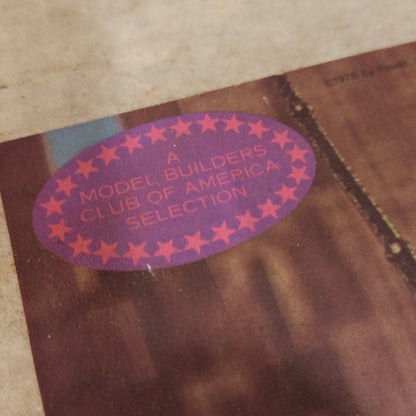 A
MODEL BUILDERS
CLUB OF AMERICA
SELECTION
©1976 by Revell